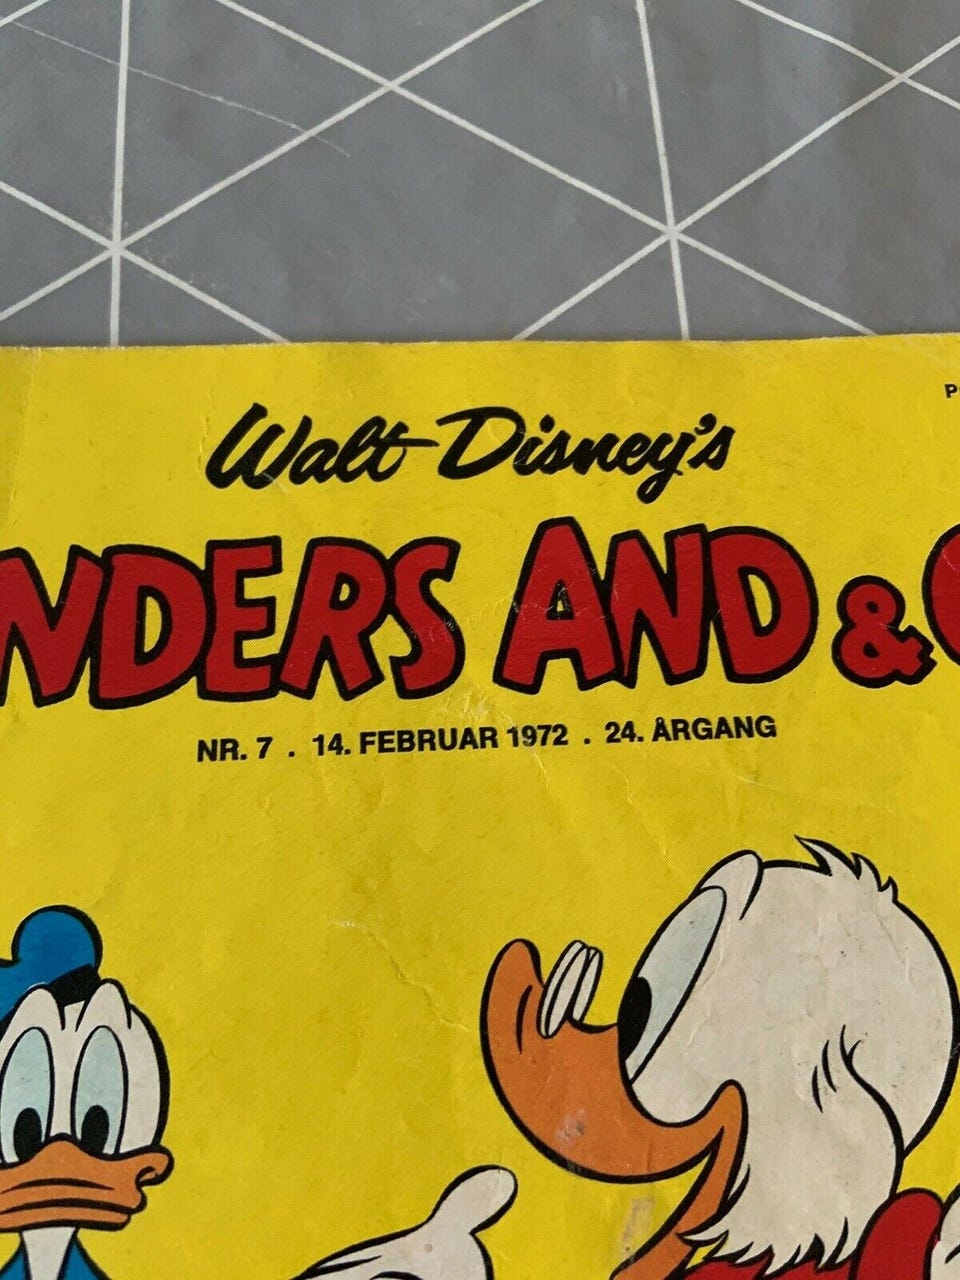 Walt Disney's
NDERS AND &
NR. 7 . 14. FEBRUAR 1972 . 24. ÅRGANG